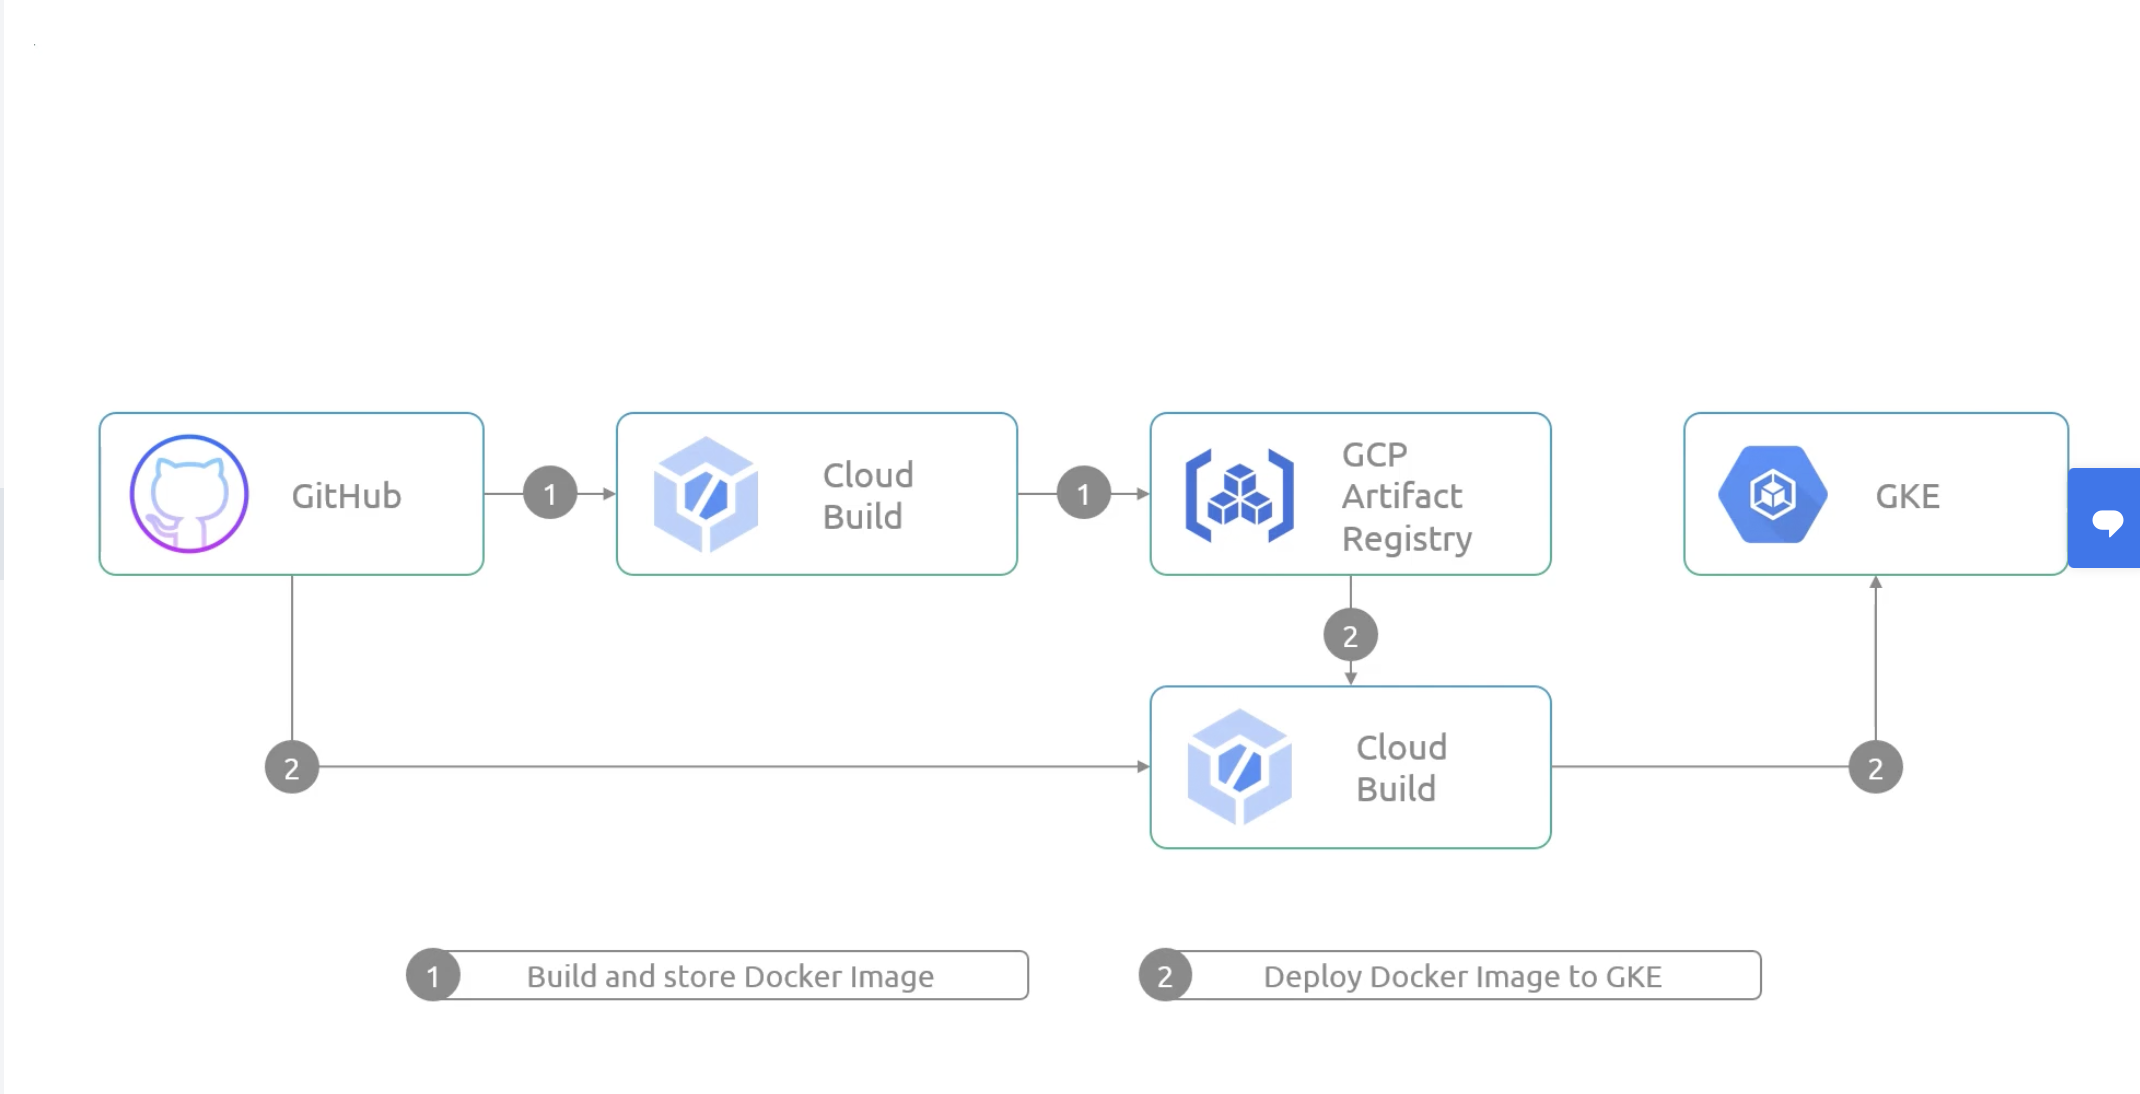 GitHub
1
Cloud
Build
1
GCP
Artifact
Registry
GKE
2
2
Cloud
Build
2
1 Build and store Docker Image
2 Deploy Docker Image to GKE